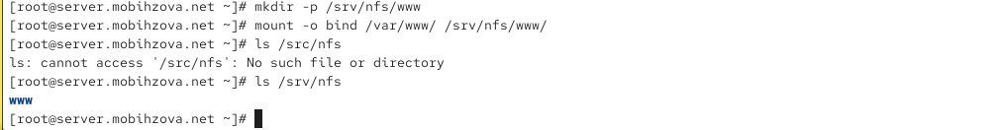 [root@server.mobihzova.net ~]# mkdir -p /srv/nfs/www
[root@server.mobihzova.net ~]# mount -o bind /var/www/ /srv/nfs/www/
[root@server.mobihzova.net ~]# ls /src/nfs
ls: cannot access '/src/nfs': No such file or directory
[root@server.mobihzova.net ~]# ls /srv/nfs
www
[root@server.mobihzova.net ~]#